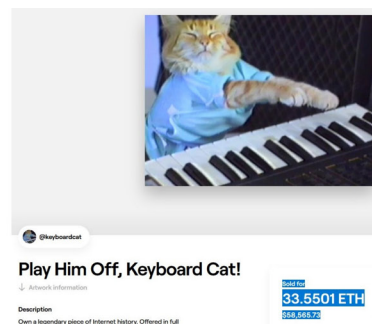 @keyboardcat
Play Him Off, Keyboard Cat!
↓ Artwork information
Sold for
33.5501 ETH
$58,565.73
Description
Own a legendary piece of Internet history. Offered in full